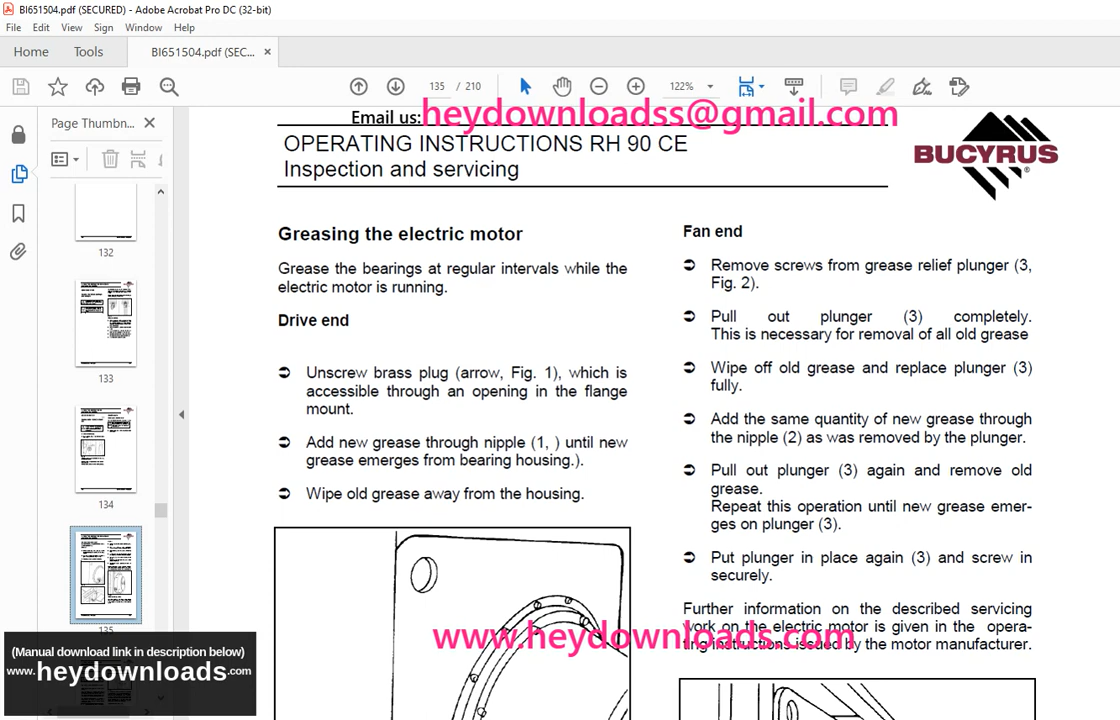 BI651504.pdf (SECURED) - Adobe Acrobat Pro DC (32-bit)
File Edit View Sign Window Help
Home Tools BI651504.pdf (SEC... ×
135 / 210 122%
Page Thumbn...
132
133
134
135
Email us: heydownloadss@gmail.com
OPERATING INSTRUCTIONS RH 90 CE
Inspection and servicing
BUCYRUS
®
Greasing the electric motor
Grease the bearings at regular intervals while the
electric motor is running.
Drive end
Unscrew brass plug (arrow, Fig. 1), which is
accessible through an opening in the flange
mount.
Add new grease through nipple (1, ) until new
grease emerges from bearing housing.).
Wipe old grease away from the housing.
Fan end
Remove screws from grease relief plunger (3,
Fig. 2).
Pull out plunger (3) completely.
This is necessary for removal of all old grease
Wipe off old grease and replace plunger (3)
fully.
Add the same quantity of new grease through
the nipple (2) as was removed by the plunger.
Pull out plunger (3) again and remove old
grease.
Repeat this operation until new grease emer-
ges on plunger (3).
Put plunger in place again (3) and screw in
securely.
Further information on the described servicing
work on the electric motor is given in the opera-
ting instructions issued by the motor manufacturer.
www.heydownloads.com
(Manual download link in description below)
www.heydownloads.com